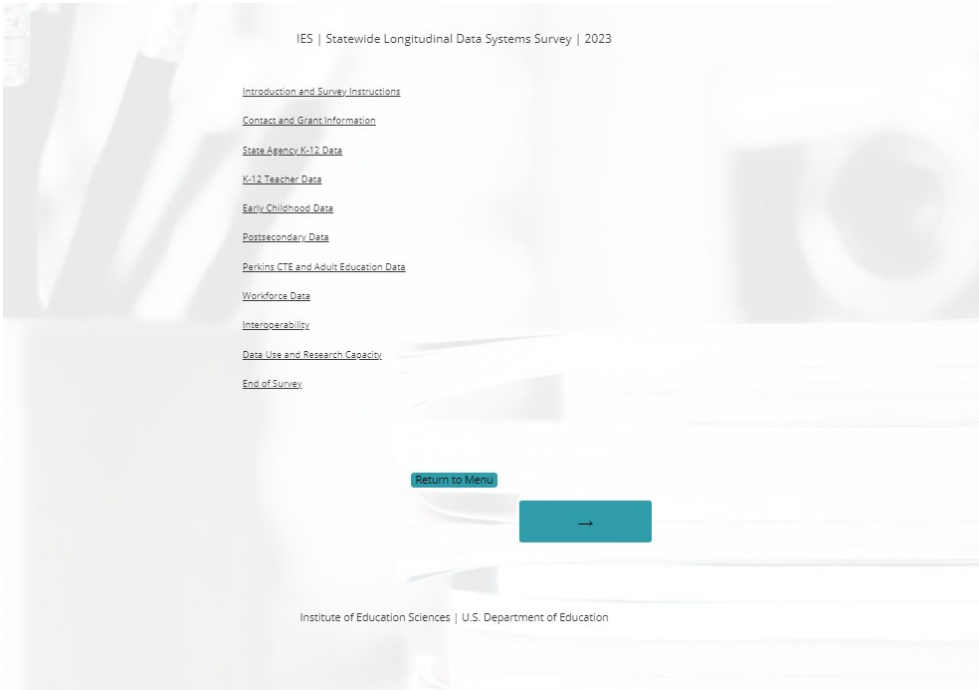 IES | Statewide Longitudinal Data Systems Survey | 2023
Introduction and Survey Instructions
Contact and Grant Information
State Agency K-12 Data
K-12 Teacher Data
Early Childhood Data
Postsecondary Data
Perkins CTE and Adult Education Data
Workforce Data
Interoperability
Data Use and Research Capacity
End of Survey
Return to Menu
→
Institute of Education Sciences | U.S. Department of Education